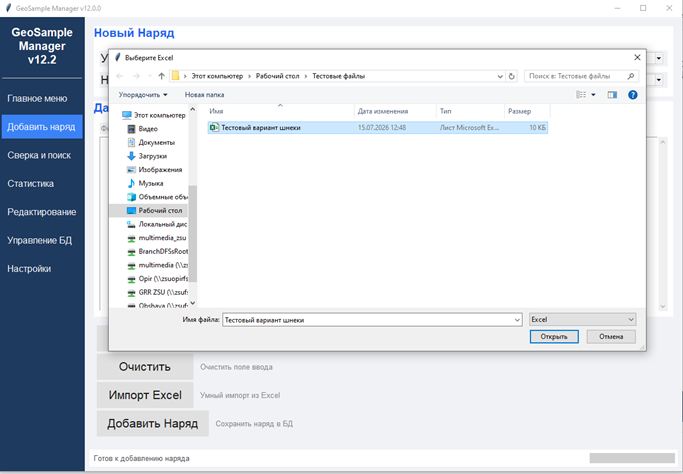 GeoSample Manager v12.0.0
GeoSample
Manager
v12.2
Главное меню
Добавить наряд
Сверка и поиск
Статистика
Редактирование
Управление БД
Настройки
Новый Наряд
Выберите Excel
Этот компьютер › Рабочий стол › Тестовые файлы
Поиск в: Тестовые файлы
Упорядочить
Новая папка
Имя
Дата изменения
Тип
Размер
Тестовый вариант шнеки
15.07.2026 12:48
Лист Microsoft Ex...
10 КБ
Этот компьютер
Видео
Документы
Загрузки
Изображения
Музыка
Объемные объ
Рабочий стол
Локальный дис
multimedia_zsu
BranchDFSsRoot
multimedia (\\zs
Opir (\\zsuopirfs
GRR ZSU (\\zsuf
Obshaya (\\zsufs
Имя файла:
Тестовый вариант шнеки
Excel
Открыть
Отмена
Очистить
Очистить поле ввода
Импорт Excel
Умный импорт из Excel
Добавить Наряд
Сохранить наряд в БД
Готов к добавлению наряда